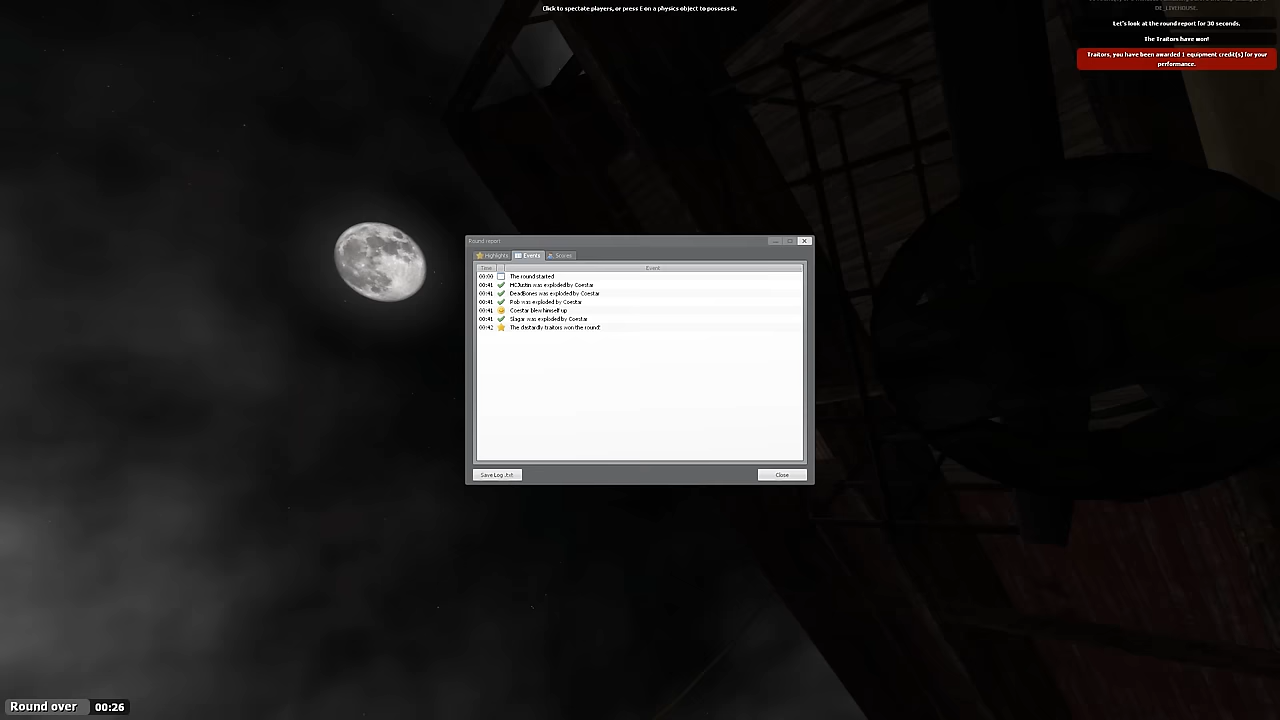 Click to spectate players, or press E on a physics object to possess it.
DE_LIVEHOUSE.
Let's look at the round report for 30 seconds.
The Traitors have won!
Traitors, you have been awarded 1 equipment credit(s) for your
performance.
Round report
Highlights Events Scores
Time Event
00:00 The round started
00:41 MCJustin was exploded by Coestar
00:41 DeadBones was exploded by Coestar
00:41 Rob was exploded by Coestar
00:41 Coestar blew himself up
00:41 Slagar was exploded by Coestar
00:42 The dastardly traitors won the round!
Save Log .txt Close
Round over 00:26